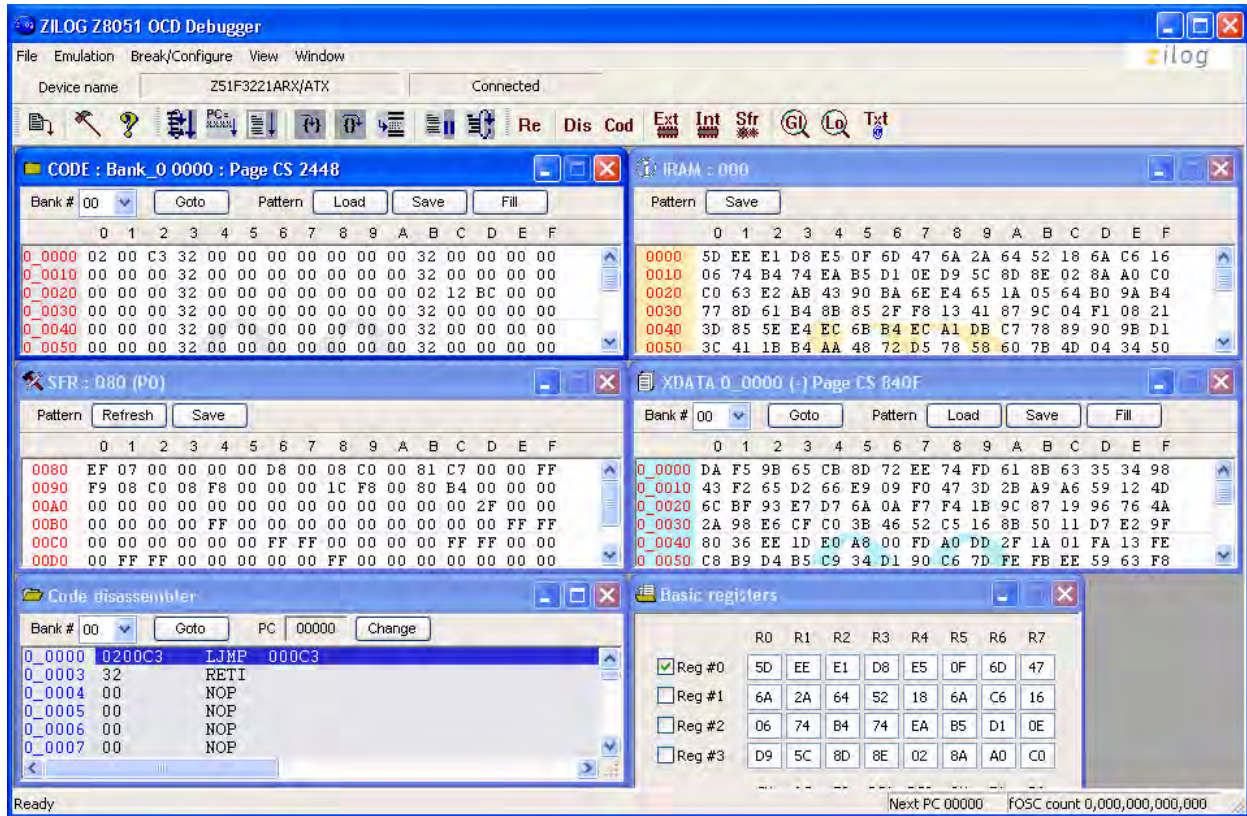 ZILOG Z8051 OCD Debugger
File Emulation Break/Configure View Window
zilog
Device name Z51F3221ARX/ATX Connected
PC= xxxx Re Dis Cod Ext Int Sfr Gl Lo Txt
CODE : Bank_0 0000 : Page CS 2448
Bank # 00 Goto Pattern Load Save Fill
0 1 2 3 4 5 6 7 8 9 A B C D E F
0_0000 02 00 C3 32 00 00 00 00 00 00 00 32 00 00 00 00
0_0010 00 00 00 32 00 00 00 00 00 00 00 32 00 00 00 00
0_0020 00 00 00 32 00 00 00 00 00 00 00 02 12 BC 00 00
0_0030 00 00 00 32 00 00 00 00 00 00 00 32 00 00 00 00
0_0040 00 00 00 32 00 00 00 00 00 00 00 32 00 00 00 00
0_0050 00 00 00 32 00 00 00 00 00 00 00 32 00 00 00 00
IRAM : 000
Pattern Save
0 1 2 3 4 5 6 7 8 9 A B C D E F
0000 5D EE E1 D8 E5 0F 6D 47 6A 2A 64 52 18 6A C6 16
0010 06 74 B4 74 EA B5 D1 0E D9 5C 8D 8E 02 8A A0 C0
0020 C0 63 E2 AB 43 90 BA 6E E4 65 1A 05 64 B0 9A B4
0030 77 8D 61 B4 8B 85 2F F8 13 41 87 9C 04 F1 08 21
0040 3D 85 5E E4 EC 6B B4 EC A1 DB C7 78 89 90 9B D1
0050 3C 41 1B B4 AA 48 72 D5 78 58 60 7B 4D 04 34 50
SFR : 080 (P0)
Pattern Refresh Save
0 1 2 3 4 5 6 7 8 9 A B C D E F
0080 EF 07 00 00 00 00 D8 00 08 C0 00 81 C7 00 00 FF
0090 F9 08 C0 08 F8 00 00 00 1C F8 00 80 B4 00 00 00
00A0 00 00 00 00 00 00 00 00 00 00 00 00 00 2F 00 00
00B0 00 00 00 00 FF 00 00 00 00 00 00 00 00 00 FF FF
00C0 00 00 00 00 00 00 FF FF 00 00 00 00 FF FF 00 00
00D0 00 FF FF 00 00 00 00 00 FF 00 00 00 00 00 00 00
XDATA 0_0000 (-) Page CS 840F
Bank # 00 Goto Pattern Load Save Fill
0 1 2 3 4 5 6 7 8 9 A B C D E F
0_0000 DA F5 9B 65 CB 8D 72 EE 74 FD 61 8B 63 35 34 98
0_0010 43 F2 65 D2 66 E9 09 F0 47 3D 2B A9 A6 59 12 4D
0_0020 6C BF 93 E7 D7 6A 0A F7 F4 1B 9C 87 19 96 76 4A
0_0030 2A 98 E6 CF C0 3B 46 52 C5 16 8B 50 11 D7 E2 9F
0_0040 80 36 EE 1D E0 A8 00 FD A0 DD 2F 1A 01 FA 13 FE
0_0050 C8 B9 D4 B5 C9 34 D1 90 C6 7D FE FB EE 59 63 F8
Code disassembler
Bank # 00 Goto PC 00000 Change
0_0000 0200C3 LJMP 000C3
0_0003 32 RETI
0_0004 00 NOP
0_0005 00 NOP
0_0006 00 NOP
0_0007 00 NOP
Basic registers
R0 R1 R2 R3 R4 R5 R6 R7
Reg #0 5D EE E1 D8 E5 0F 6D 47
Reg #1 6A 2A 64 52 18 6A C6 16
Reg #2 06 74 B4 74 EA B5 D1 0E
Reg #3 D9 5C 8D 8E 02 8A A0 C0
Ready Next PC 00000 fOSC count 0,000,000,000,000